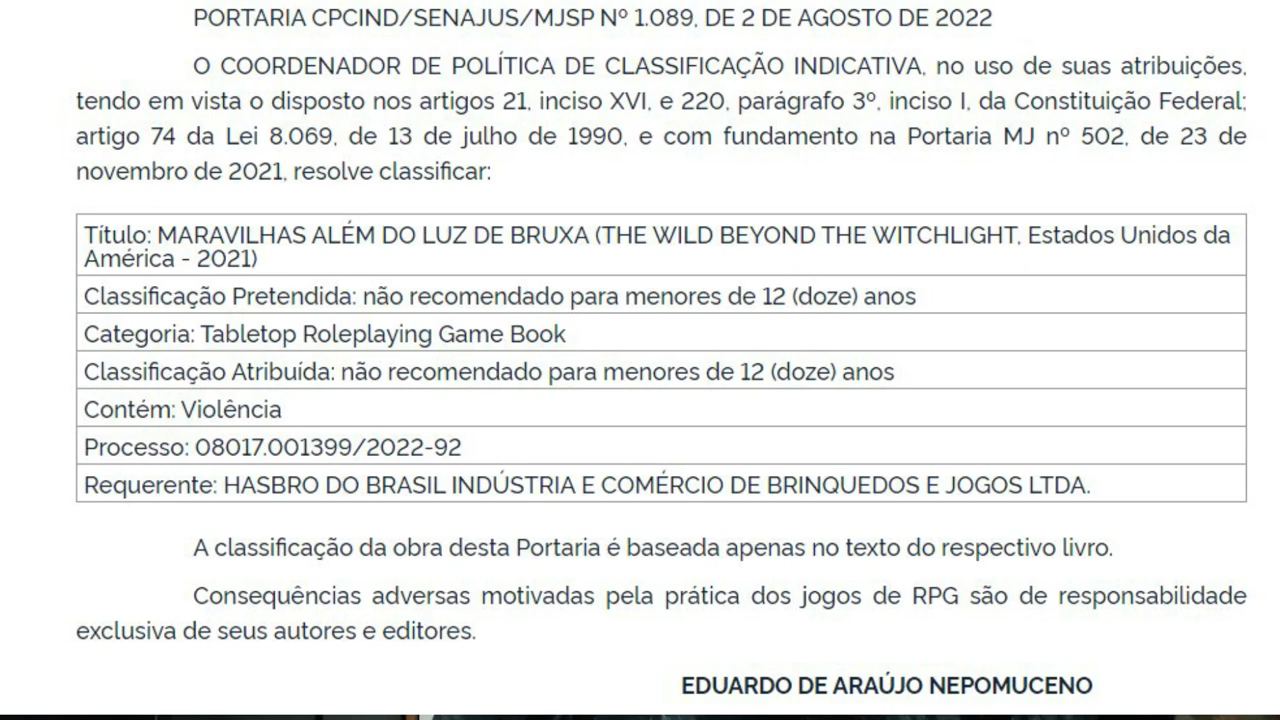 PORTARIA CPCIND/SENAJUS/MJSP Nº 1.089, DE 2 DE AGOSTO DE 2022
O COORDENADOR DE POLÍTICA DE CLASSIFICAÇÃO INDICATIVA, no uso de suas atribuições,
tendo em vista o disposto nos artigos 21, inciso XVI, e 220, parágrafo 3º, inciso I, da Constituição Federal;
artigo 74 da Lei 8.069, de 13 de julho de 1990, e com fundamento na Portaria MJ nº 502, de 23 de
novembro de 2021, resolve classificar:
Título: MARAVILHAS ALÉM DO LUZ DE BRUXA (THE WILD BEYOND THE WITCHLIGHT, Estados Unidos da
América - 2021)
Classificação Pretendida: não recomendado para menores de 12 (doze) anos
Categoria: Tabletop Roleplaying Game Book
Classificação Atribuída: não recomendado para menores de 12 (doze) anos
Contém: Violência
Processo: 08017.001399/2022-92
Requerente: HASBRO DO BRASIL INDÚSTRIA E COMÉRCIO DE BRINQUEDOS E JOGOS LTDA.
A classificação da obra desta Portaria é baseada apenas no texto do respectivo livro.
Consequências adversas motivadas pela prática dos jogos de RPG são de responsabilidade
exclusiva de seus autores e editores.
EDUARDO DE ARAÚJO NEPOMUCENO